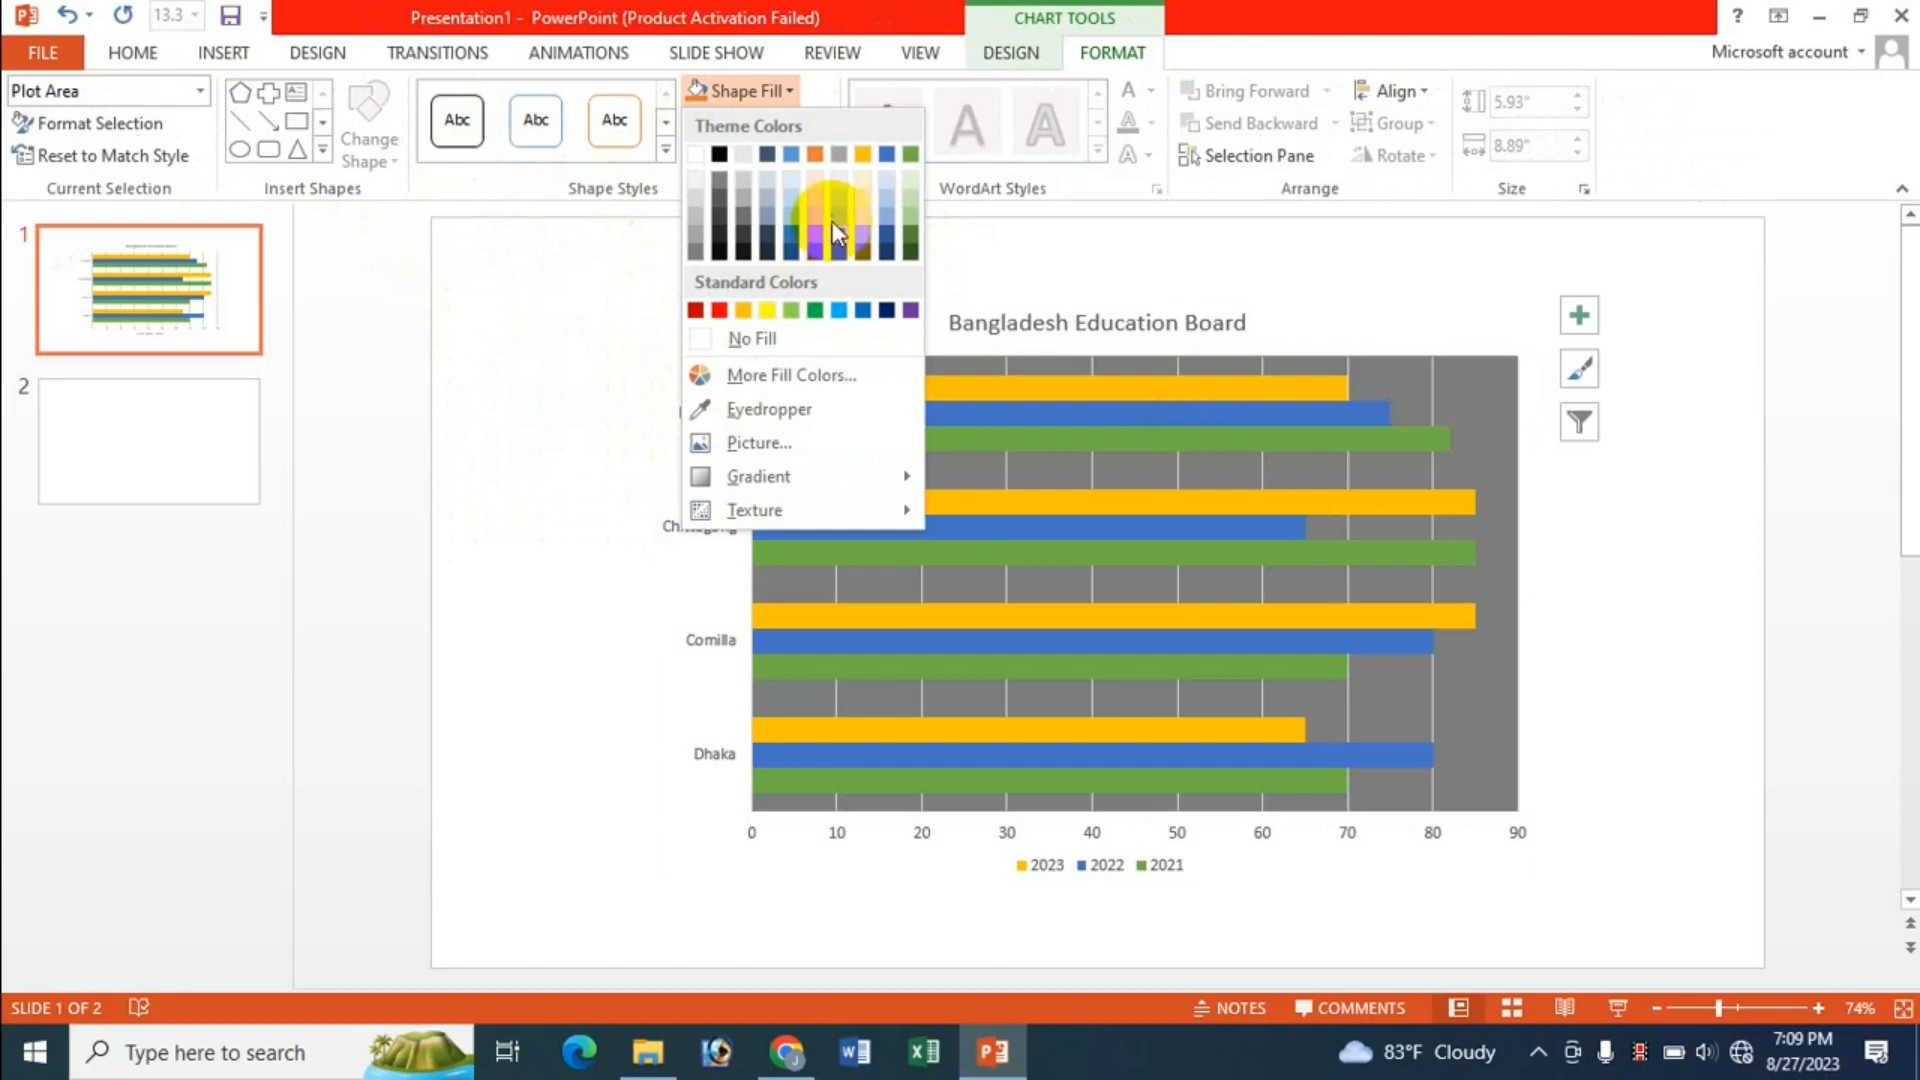 13.3
Presentation1 - PowerPoint (Product Activation Failed)
CHART TOOLS
?
FILE
HOME
INSERT
DESIGN
TRANSITIONS
ANIMATIONS
SLIDE SHOW
REVIEW
VIEW
DESIGN
FORMAT
Microsoft account
Plot Area
Format Selection
Reset to Match Style
Current Selection
Change
Shape
Insert Shapes
Abc
Abc
Abc
Shape Styles
Shape Fill
Theme Colors
Standard Colors
No Fill
More Fill Colors...
Eyedropper
Picture...
Gradient
Texture
A
A
A
A
A
WordArt Styles
Bring Forward
Send Backward
Selection Pane
Align
Group
Rotate
Arrange
5.93"
8.89"
Size
1
2
Bangladesh Education Board
Comilla
Dhaka
0 10 20 30 40 50 60 70 80 90
2023 2022 2021
SLIDE 1 OF 2
NOTES
COMMENTS
74%
Type here to search
83°F Cloudy
7:09 PM
8/27/2023